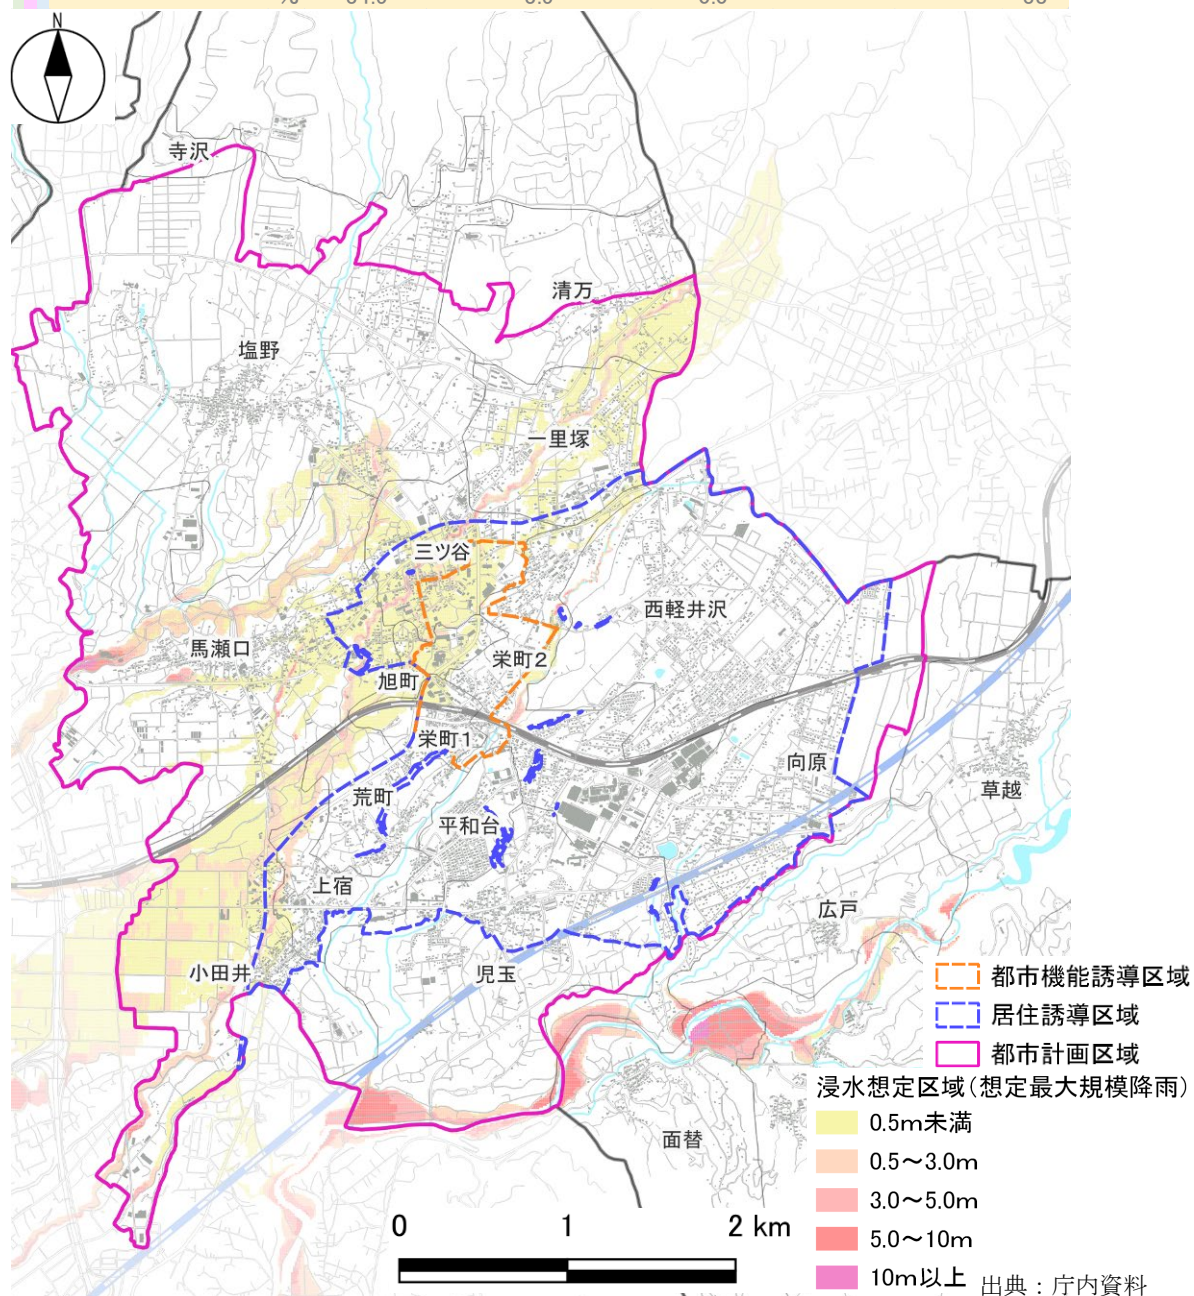 N
寺沢
清万
塩野
一里塚
三ツ谷
西軽井沢
馬瀬口
栄町2
旭町
栄町1
向原
草越
荒町
平和台
上宿
広戸
小田井
児玉
面替
都市機能誘導区域
居住誘導区域
都市計画区域
浸水想定区域(想定最大規模降雨)
0.5m未満
0.5～3.0m
3.0～5.0m
5.0～10m
10m以上
0 1 2 km
出典：庁内資料